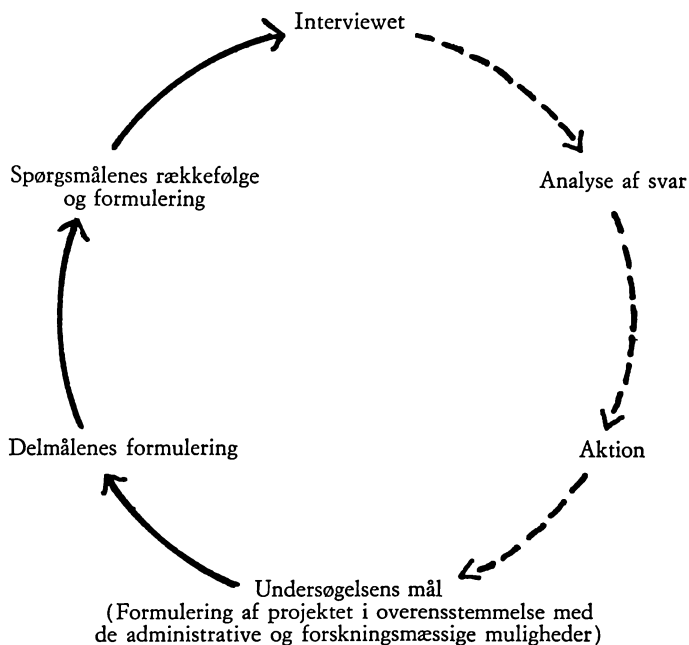 Interviewet
Spørgsmålenes rækkefølge
og formulering
Analyse af svar
Delmålenes formulering
Aktion
Undersøgelsens mål
(Formulering af projektet i overensstemmelse med
de administrative og forskningsmæssige muligheder)